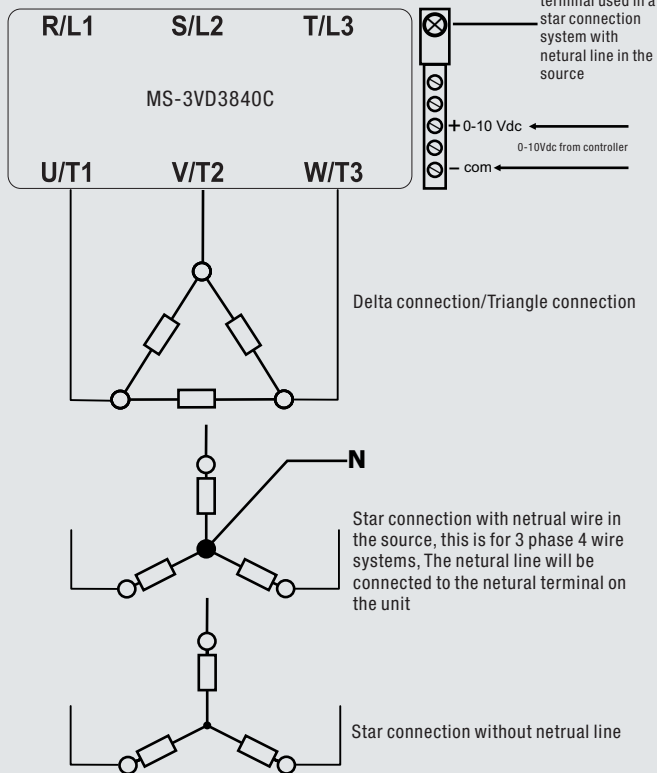 terminal used in a
star connection
system with
netural line in the
source
R/L1 S/L2 T/L3
MS-3VD3840C
+ 0-10 Vdc
0-10Vdc from controller
− com
U/T1 V/T2 W/T3
Delta connection/Triangle connection
N
Star connection with netrual wire in
the source, this is for 3 phase 4 wire
systems, The netural line will be
connected to the netural terminal on
the unit
Star connection without netrual line